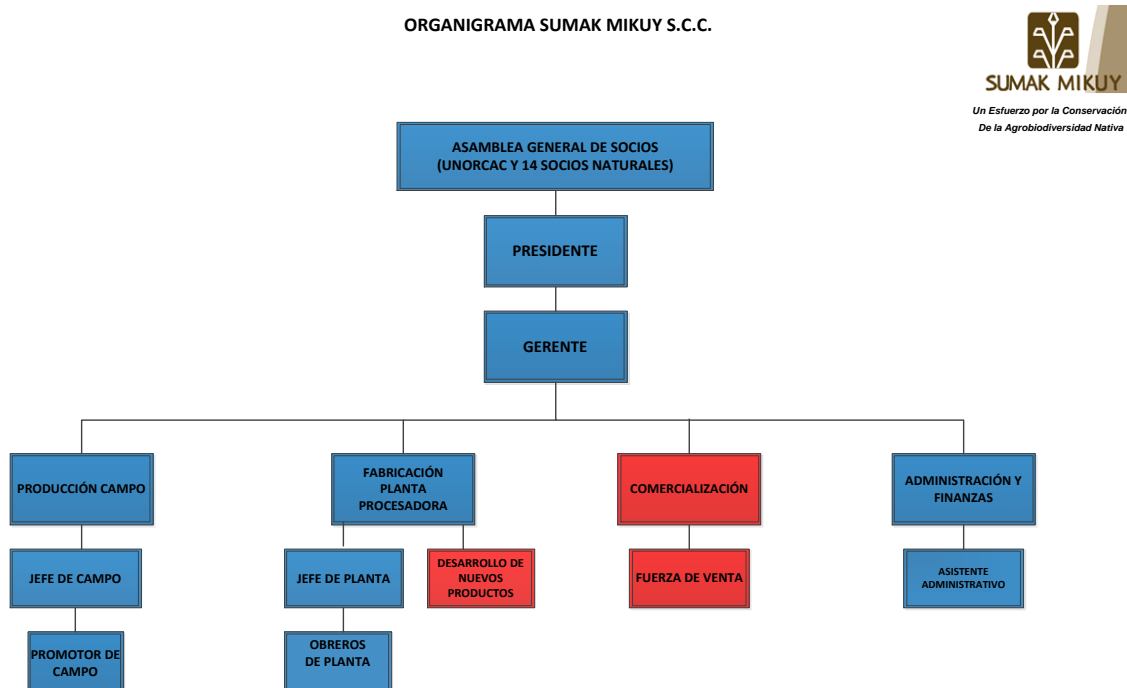 ORGANIGRAMA SUMAK MIKUY S.C.C.
SUMAK MIKUY
Un Esfuerzo por la Conservación
De la Agrobiodiversidad Nativa
ASAMBLEA GENERAL DE SOCIOS
(UNORCAC Y 14 SOCIOS NATURALES)
PRESIDENTE
GERENTE
PRODUCCIÓN CAMPO
FABRICACIÓN
PLANTA
PROCESADORA
COMERCIALIZACIÓN
ADMINISTRACIÓN Y
FINANZAS
JEFE DE CAMPO
JEFE DE PLANTA
DESARROLLO DE
NUEVOS
PRODUCTOS
FUERZA DE VENTA
ASISTENTE
ADMINISTRATIVO
PROMOTOR DE
CAMPO
OBREROS
DE PLANTA